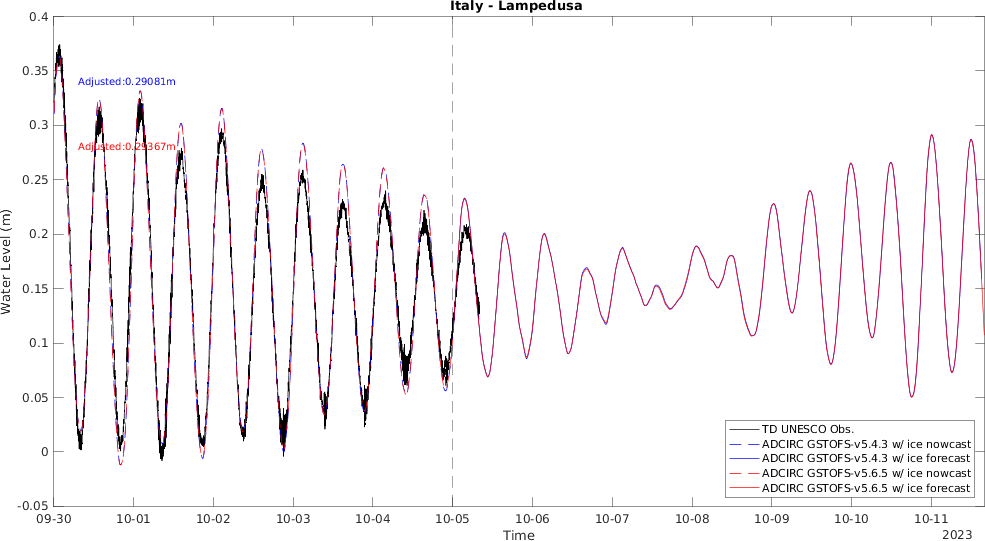 Italy - Lampedusa
0.4
0.35
0.3
0.25
0.2
0.15
0.1
0.05
0
-0.05
Water Level (m)
Adjusted:0.29081m
Adjusted:0.29367m
TD UNESCO Obs.
ADCIRC GSTOFS-v5.4.3 w/ ice nowcast
ADCIRC GSTOFS-v5.4.3 w/ ice forecast
ADCIRC GSTOFS-v5.6.5 w/ ice nowcast
ADCIRC GSTOFS-v5.6.5 w/ ice forecast
09-30 10-01 10-02 10-03 10-04 10-05 10-06 10-07 10-08 10-09 10-10 10-11
Time
2023